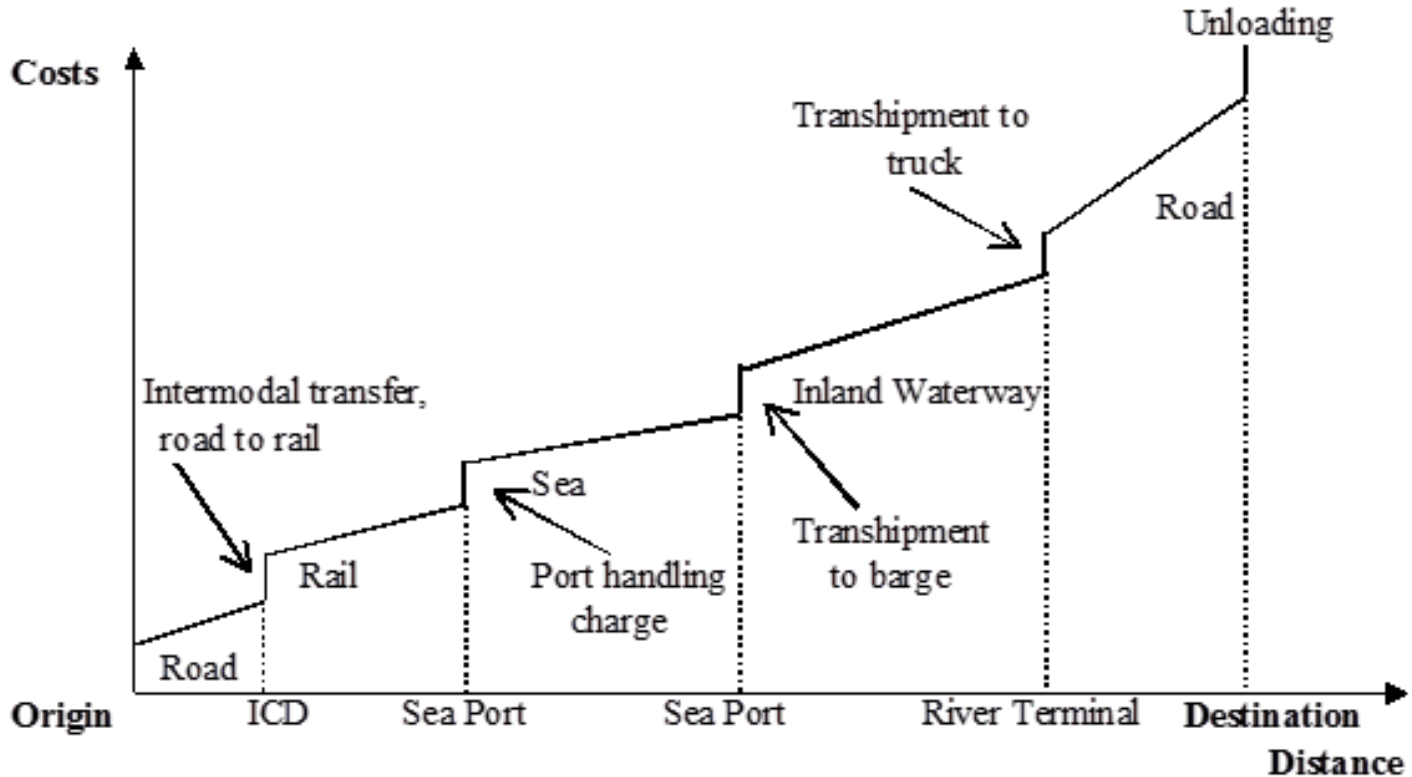 Unloading
Costs
Transhipment to
truck
Road
Intermodal transfer,
road to rail
Inland Waterway
Sea
Transhipment
to barge
Rail
Port handling
charge
Road
Origin
ICD
Sea Port
Sea Port
River Terminal
Destination
Distance